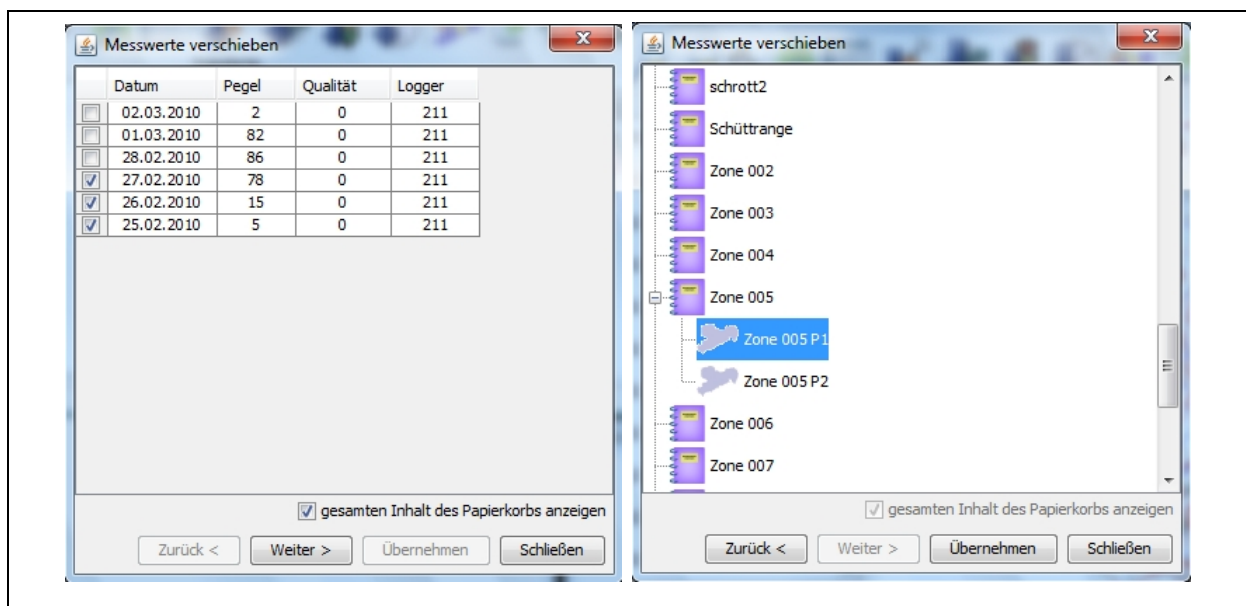 Messwerte verschieben
Datum Pegel Qualität Logger
02.03.2010 2 0 211
01.03.2010 82 0 211
28.02.2010 86 0 211
27.02.2010 78 0 211
26.02.2010 15 0 211
25.02.2010 5 0 211
gesamten Inhalt des Papierkorbs anzeigen
Zurück < Weiter > Übernehmen Schließen
Messwerte verschieben
schrott2
Schüttrange
Zone 002
Zone 003
Zone 004
Zone 005
Zone 005 P1
Zone 005 P2
Zone 006
Zone 007
gesamten Inhalt des Papierkorbs anzeigen
Zurück < Weiter > Übernehmen Schließen